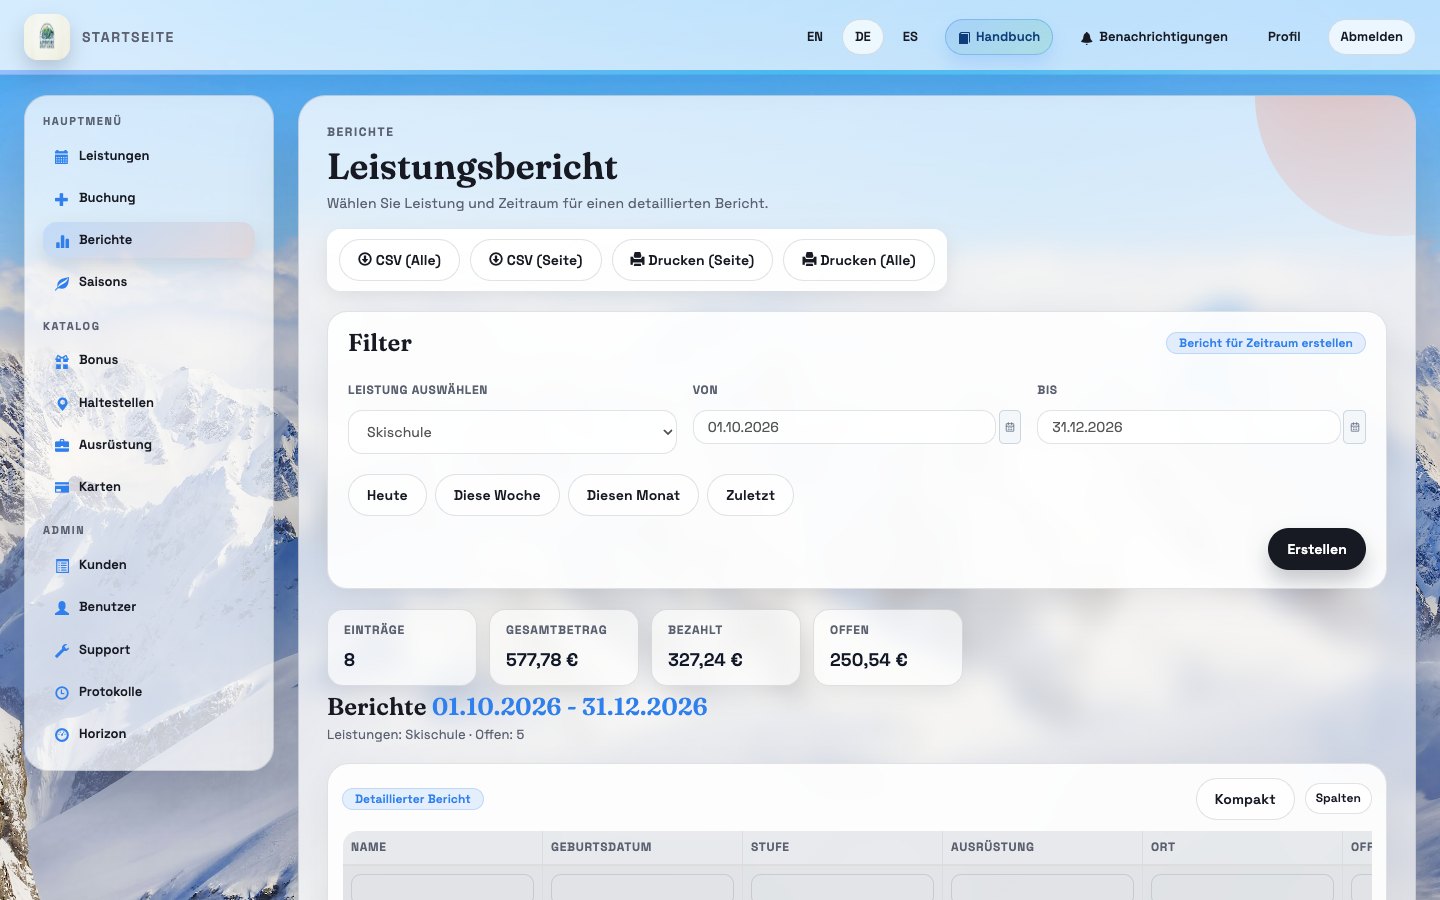 STARTSEITE
EN DE ES Handbuch Benachrichtigungen Profil Abmelden
HAUPTMENÜ
Leistungen
Buchung
Berichte
Saisons
KATALOG
Bonus
Haltestellen
Ausrüstung
Karten
ADMIN
Kunden
Benutzer
Support
Protokolle
Horizon
BERICHTE
Leistungsbericht
Wählen Sie Leistung und Zeitraum für einen detaillierten Bericht.
CSV (Alle) CSV (Seite) Drucken (Seite) Drucken (Alle)
Filter
Bericht für Zeitraum erstellen
LEISTUNG AUSWÄHLEN VON BIS
Skischule 01.10.2026 31.12.2026
Heute Diese Woche Diesen Monat Zuletzt
Erstellen
EINTRÄGE GESAMTBETRAG BEZAHLT OFFEN
8 577,78 € 327,24 € 250,54 €
Berichte 01.10.2026 - 31.12.2026
Leistungen: Skischule · Offen: 5
Detaillierter Bericht Kompakt Spalten
NAME GEBURTSDATUM STUFE AUSRÜSTUNG ORT